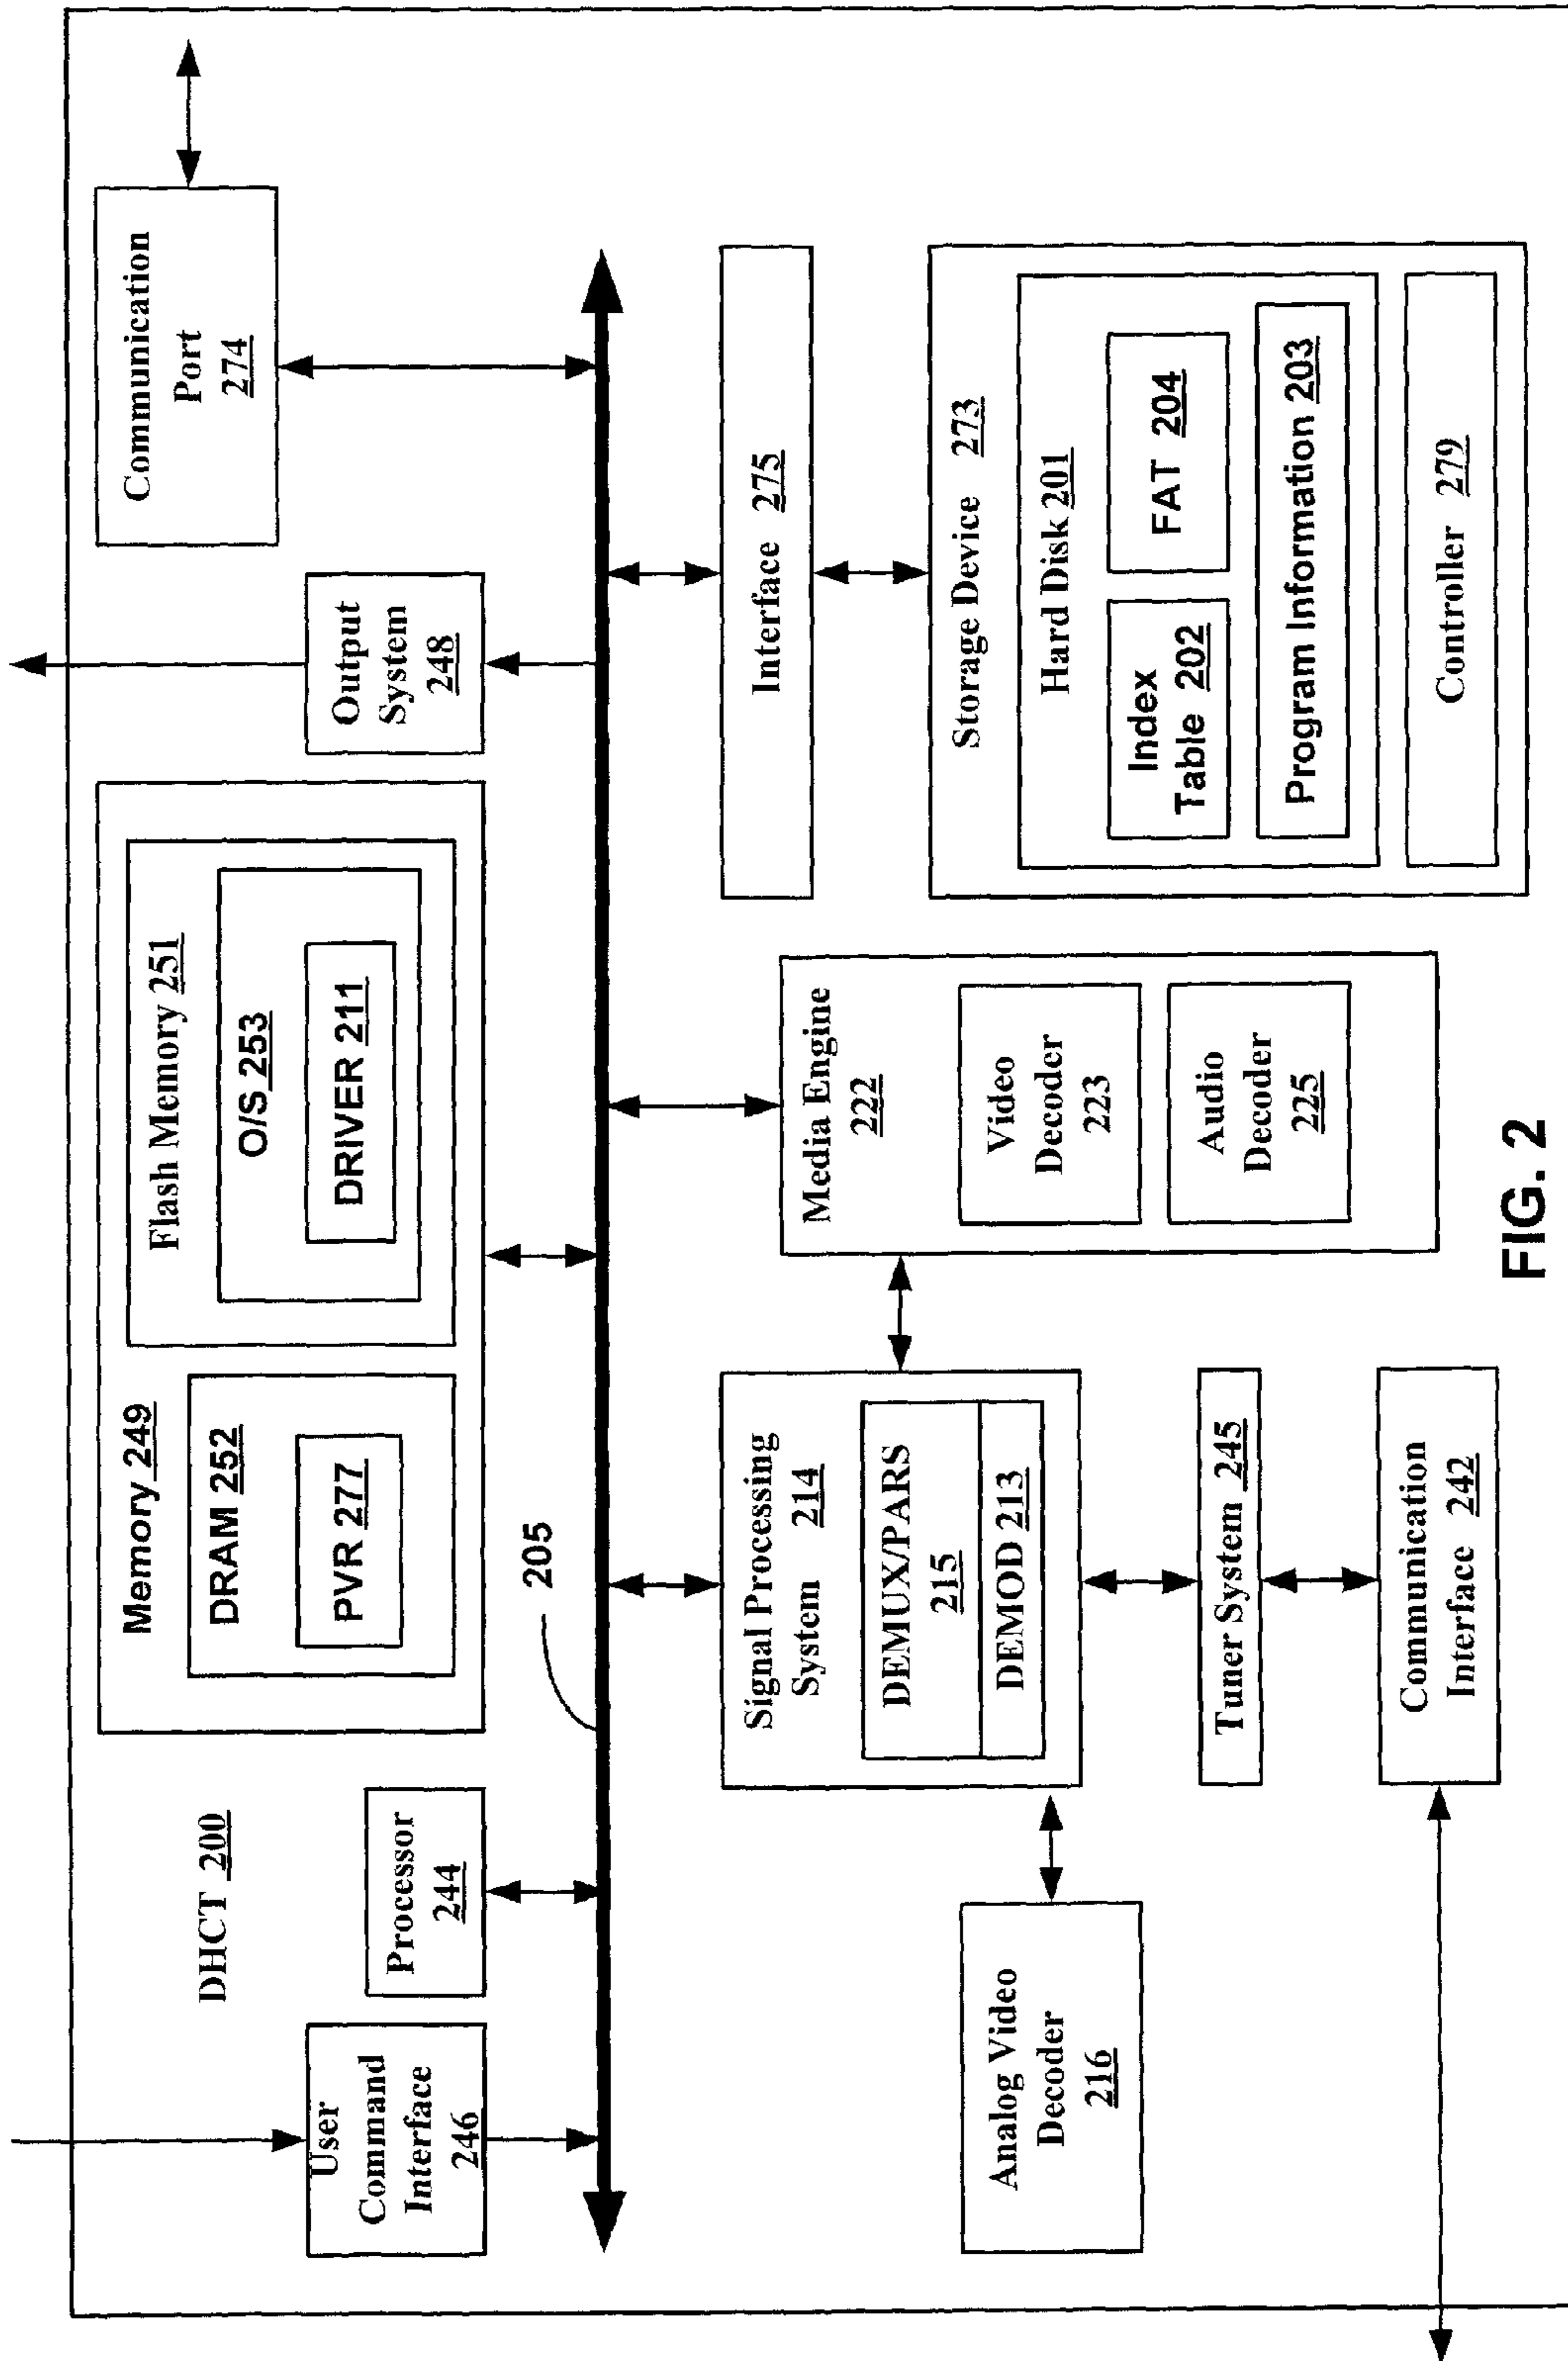 DHCT 200
User
Command
Interface
246
Processor
244
Memory 249
DRAM 252
PVR 277
Flash Memory 251
O/S 253
DRIVER 211
Output
System
248
Communication
Port
274
205
Signal Processing
System 214
DEMUX/PARS
215
DEMOD 213
Analog Video
Decoder
216
Tuner System 245
Communication
Interface 242
Media Engine
222
Video
Decoder
223
Audio
Decoder
225
Interface 275
Storage Device 273
Hard Disk 201
Index
Table 202
FAT 204
Program Information 203
Controller 279
FIG. 2